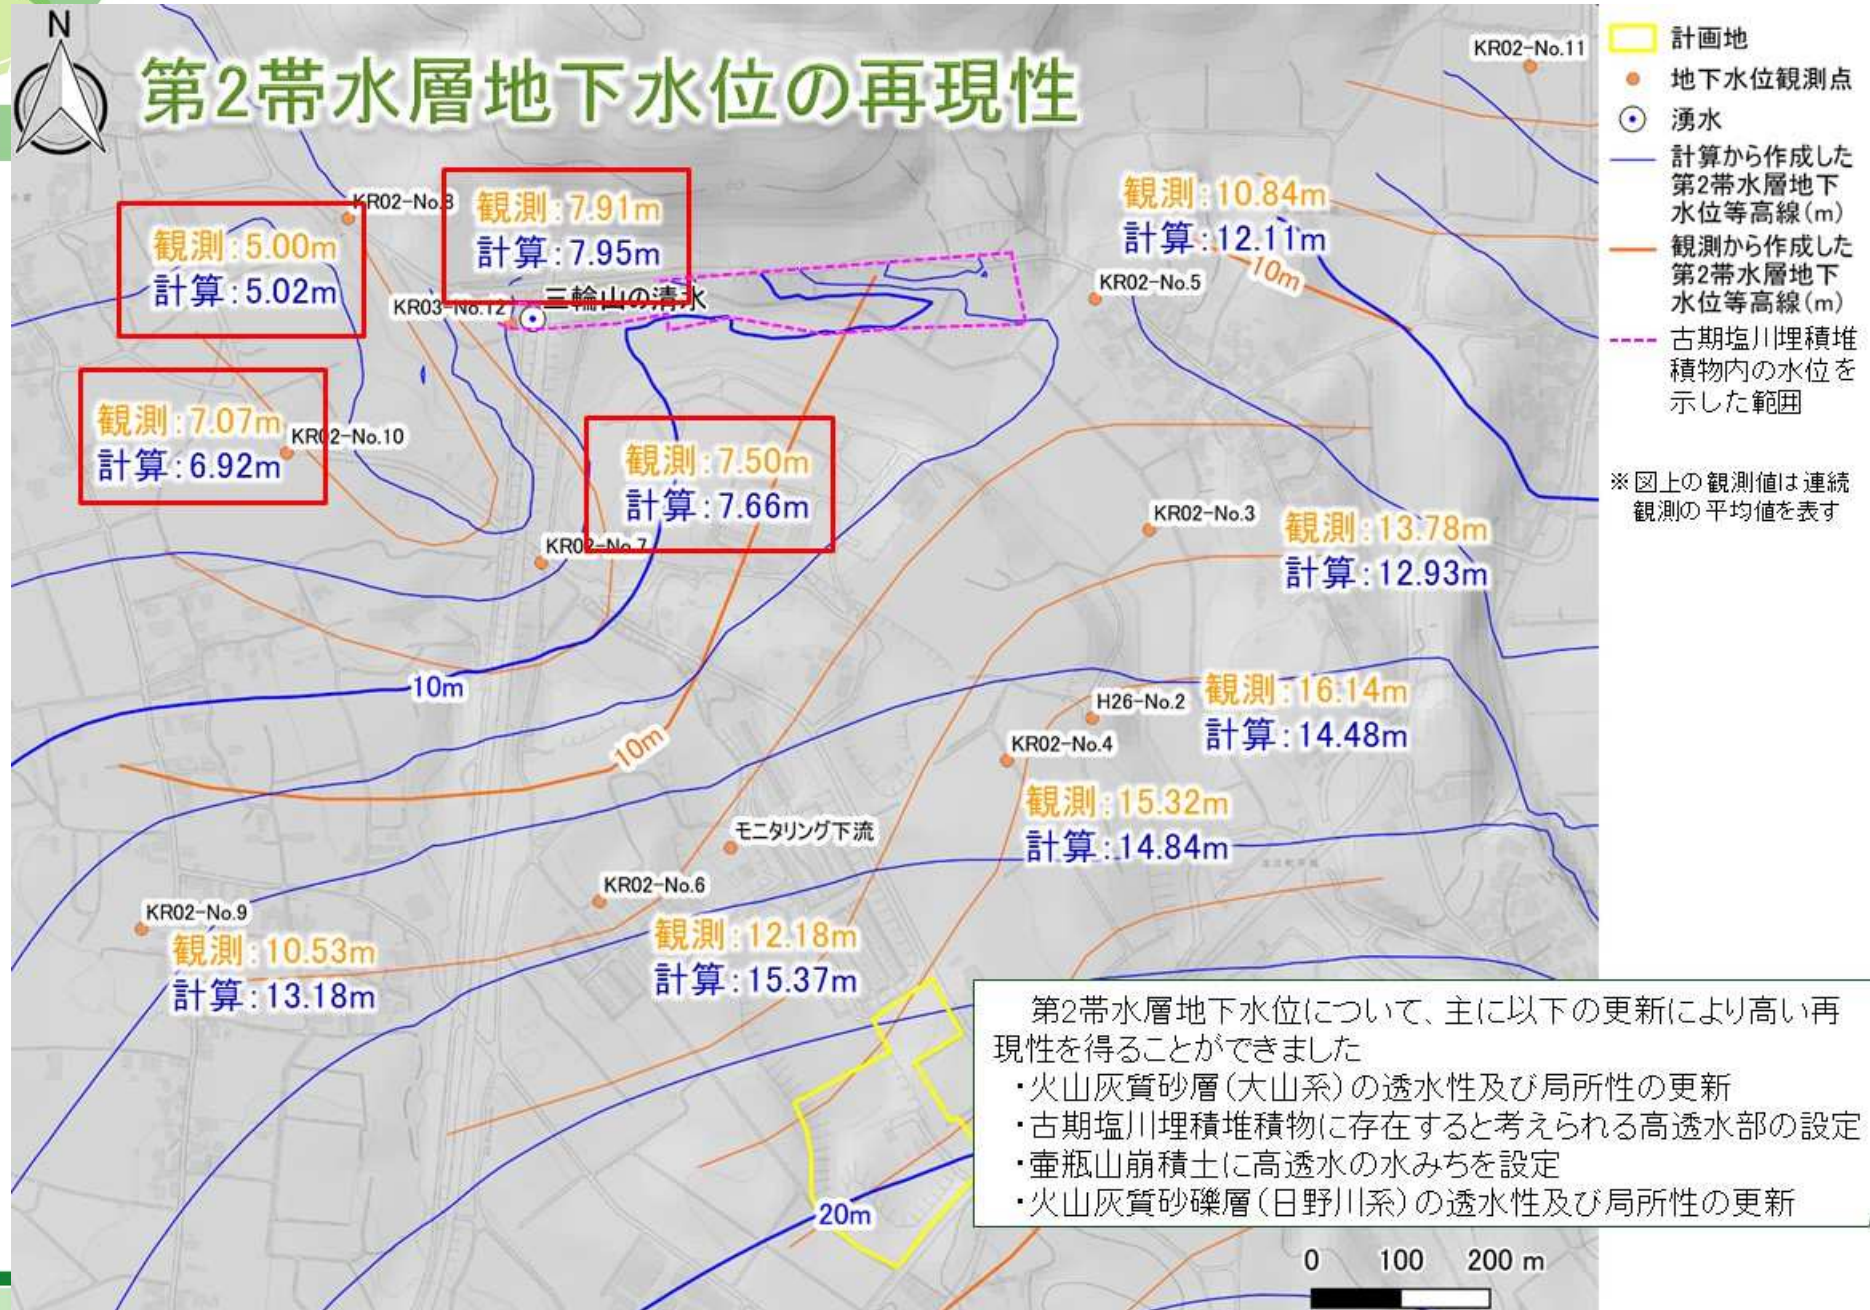 N
第2帯水層地下水位の再現性
KR02-No.11
計画地
地下水位観測点
湧水
計算から作成した
第2帯水層地下
水位等高線(m)
観測から作成した
第2帯水層地下
水位等高線(m)
古期塩川埋積堆
積物内の水位を
示した範囲
※図上の観測値は連続
観測の平均値を表す
KR02-No.8
観測:7.91m
計算:7.95m
観測:10.84m
計算:12.11m
観測:5.00m
計算:5.02m
10m
KR02-No.5
KR03-No.12
三輪山の清水
観測:7.07m
計算:6.92m
KR02-No.10
観測:7.50m
計算:7.66m
KR02-No.7
KR02-No.3
観測:13.78m
計算:12.93m
10m
H26-No.2
観測:16.14m
計算:14.48m
10m
KR02-No.4
観測:15.32m
計算:14.84m
モニタリング下流
KR02-No.6
観測:12.18m
計算:15.37m
KR02-No.9
観測:10.53m
計算:13.18m
第2帯水層地下水位について、主に以下の更新により高い再
現性を得ることができました
・火山灰質砂層(大山系)の透水性及び局所性の更新
・古期塩川埋積堆積物に存在すると考えられる高透水部の設定
・壷瓶山崩積土に高透水の水みちを設定
・火山灰質砂礫層(日野川系)の透水性及び局所性の更新
20m
0 100 200 m